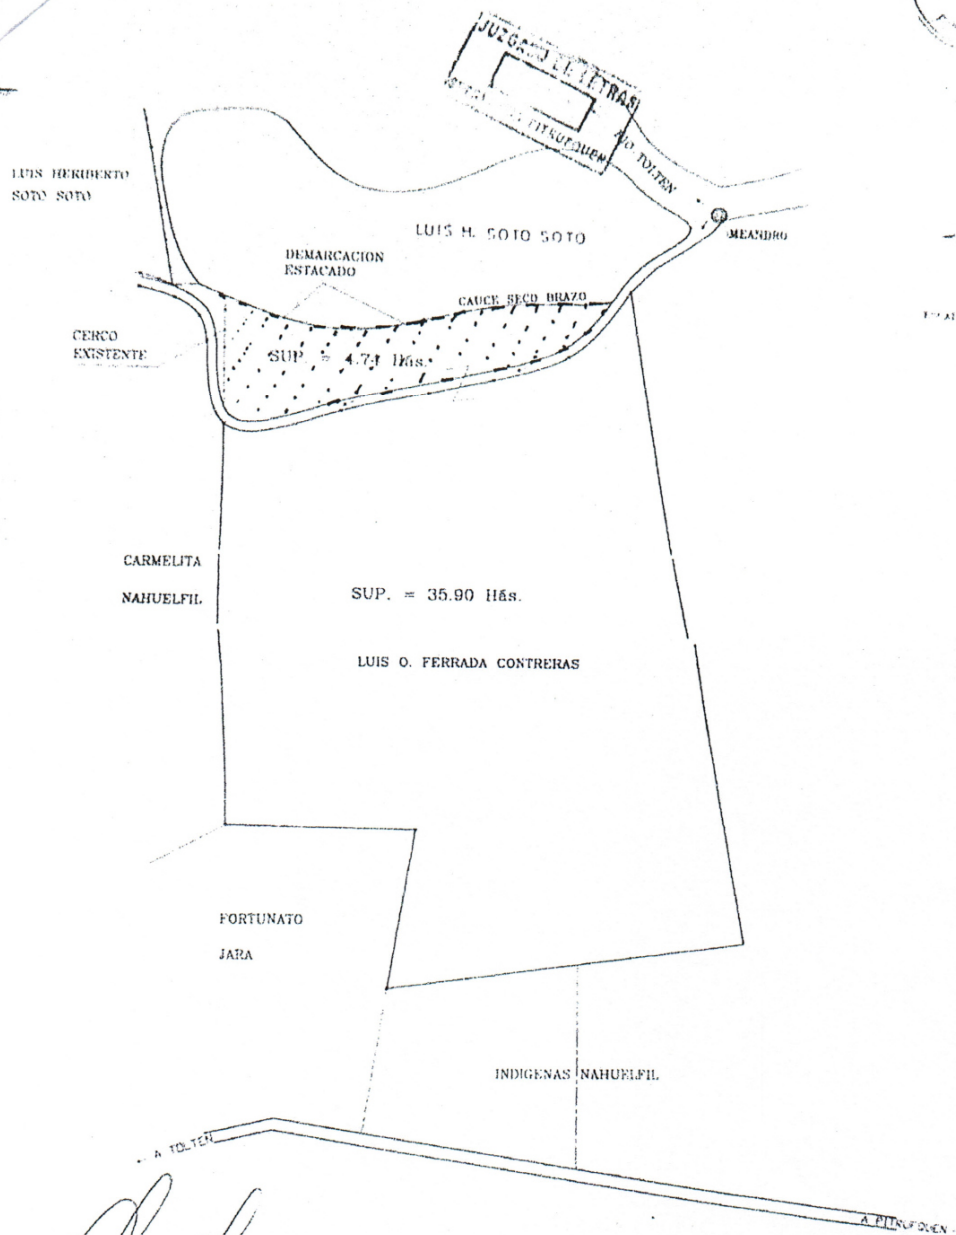 JUZGADO DE LETRAS
PITRUFQUEN
RIO TOLTEN
LUIS HERIBERTO
SOTO SOTO
LUIS H. SOTO SOTO
MEANDRO
DEMARCACION
ESTACADO
CAUCE SECO BRAZO
CERCO
EXISTENTE
SUP. = 4.74 Hás.
CARMELITA
NAHUELFIL
SUP. = 35.90 Hás.
LUIS O. FERRADA CONTRERAS
FORTUNATO
JARA
INDIGENAS NAHUELFIL
A TOLTEN
A PITRUFQUEN